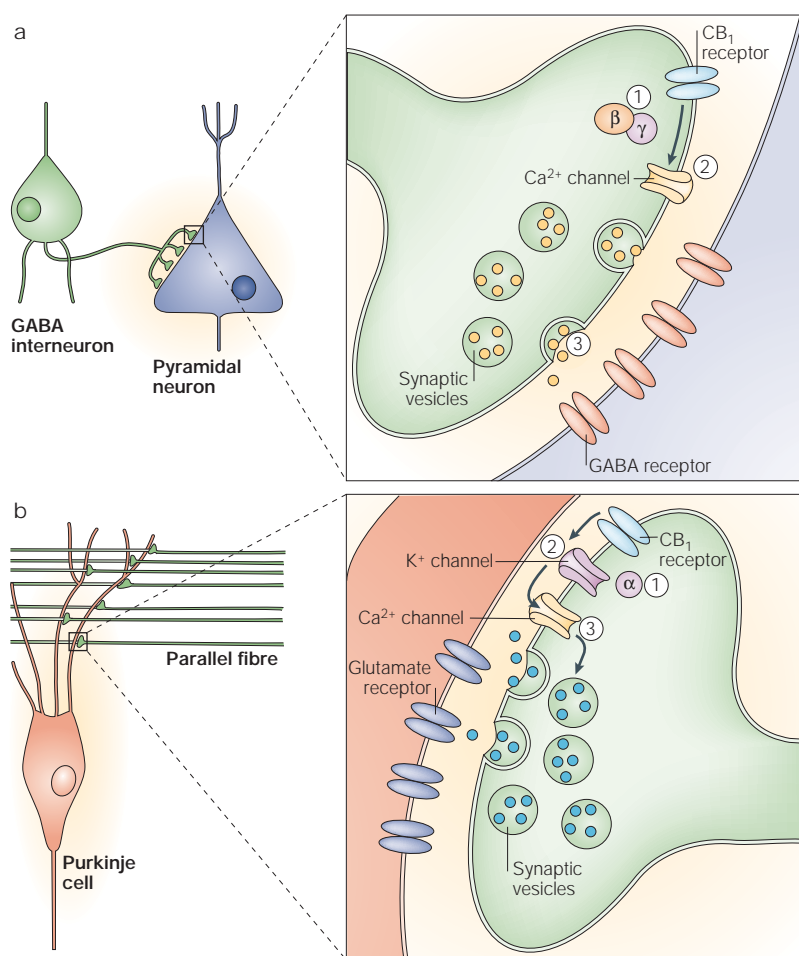 a
GABA
interneuron
Pyramidal
neuron
CB₁
receptor
1
β
γ
2
Ca²⁺ channel
3
Synaptic
vesicles
GABA receptor
b
Parallel fibre
Purkinje
cell
CB₁
receptor
2
K⁺ channel
α
1
Ca²⁺ channel
3
Glutamate
receptor
Synaptic
vesicles